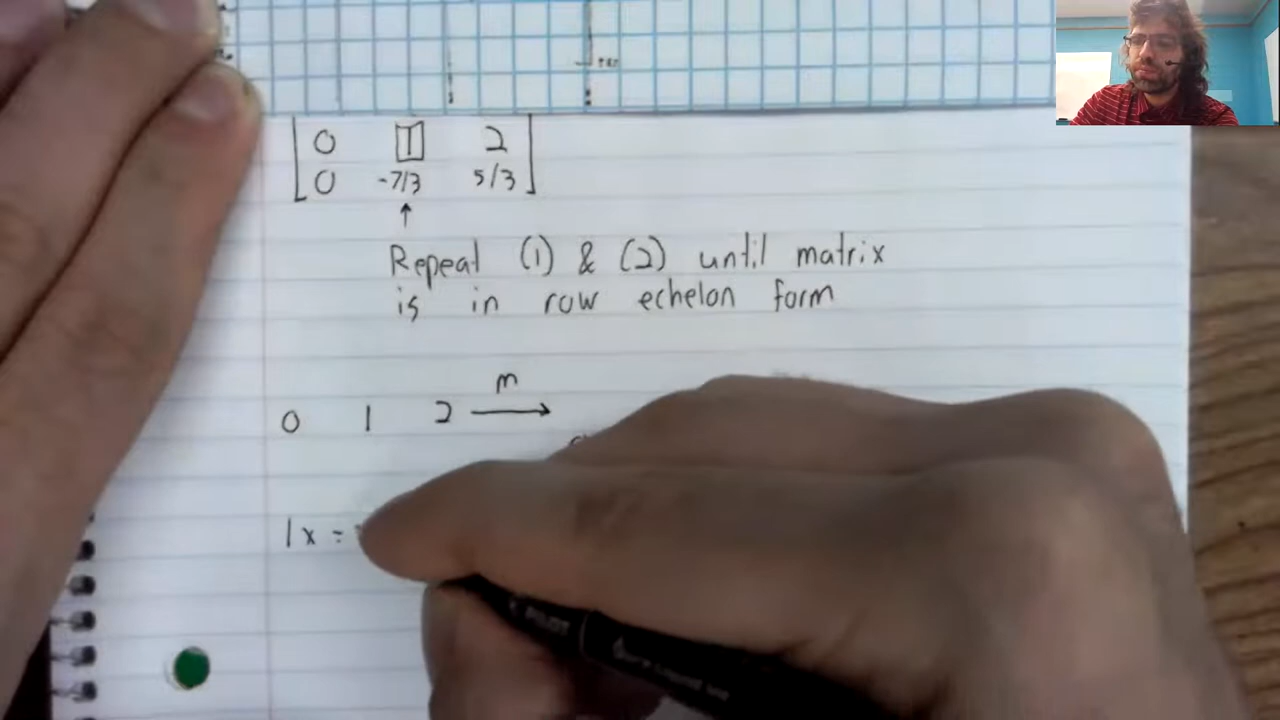 0 1 2
0 -7/3 5/3
↑
Repeat (1) & (2) until matrix
is in row echelon form
m
0 1 2 →
1x =
PILOT